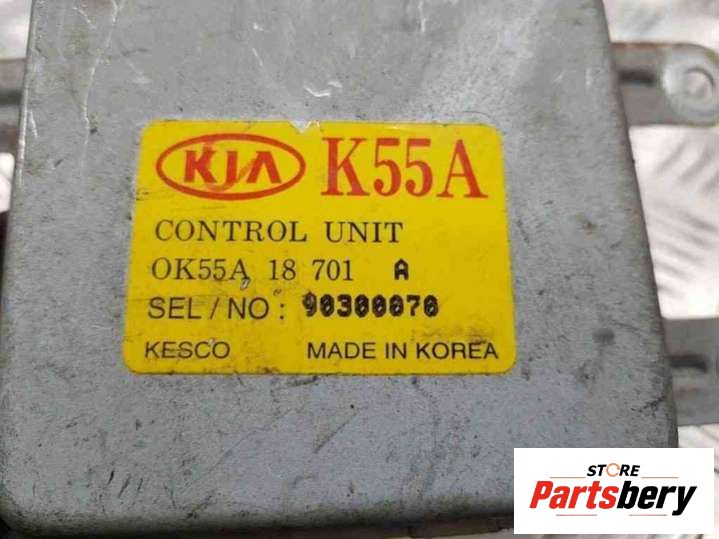 KIA K55A
CONTROL UNIT
OK55A 18 701 A
SEL/NO: 90300070
KESCO MADE IN KOREA
STORE
Partsbery